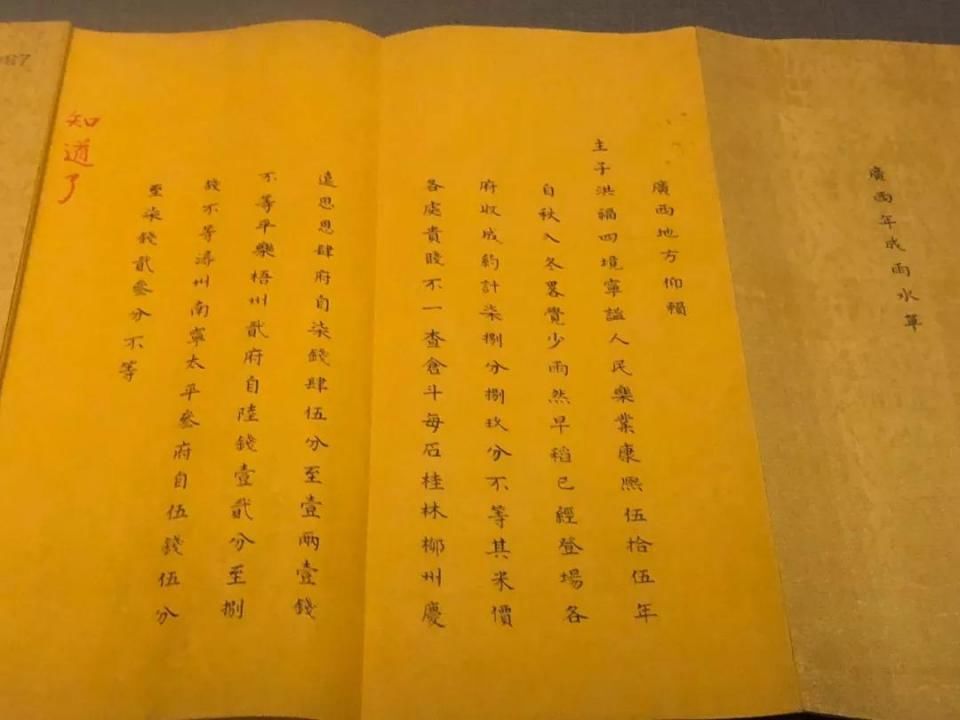 廣西年成雨水單
廣西地方仰賴
主子洪福四境寧謐人民樂業康熙伍拾伍年
自秋入冬畧覺少雨然早稻已經登場各
府收成約計柒捌分捌玖分不等其米價
各處貴賤不一查倉斗每石桂林柳州慶
遠思恩肆府自柒錢肆伍分至壹兩壹錢
不等平樂梧州貳府自陸錢壹貳分至捌
錢不等潯州南寧太平叄府自伍錢伍分
至柒錢貳叄分不等
知道了